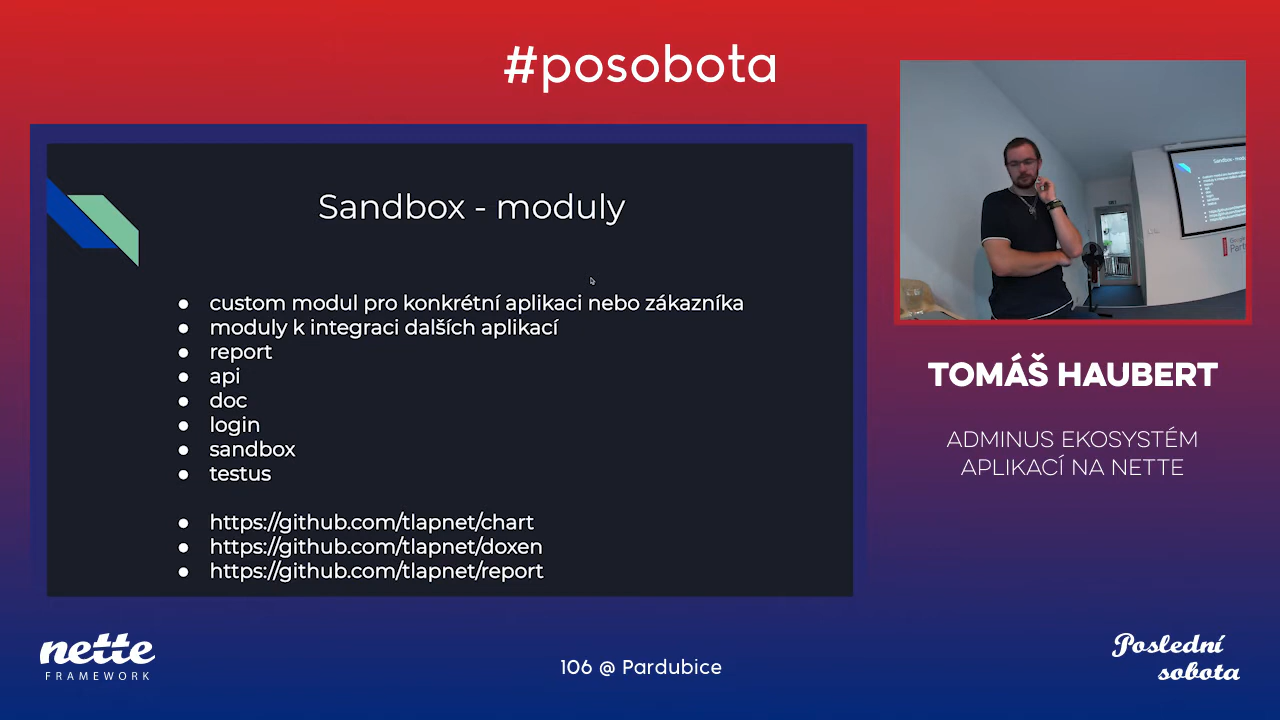 #posobota
Sandbox - moduly
● custom modul pro konkrétní aplikaci nebo zákazníka
● moduly k integraci dalších aplikací
● report
● api
● doc
● login
● sandbox
● testus
● https://github.com/tlapnet/chart
● https://github.com/tlapnet/doxen
● https://github.com/tlapnet/report
TOMÁŠ HAUBERT
ADMINUS EKOSYSTÉM
APLIKACÍ NA NETTE
nette
FRAMEWORK
106 @ Pardubice
Poslední
sobota